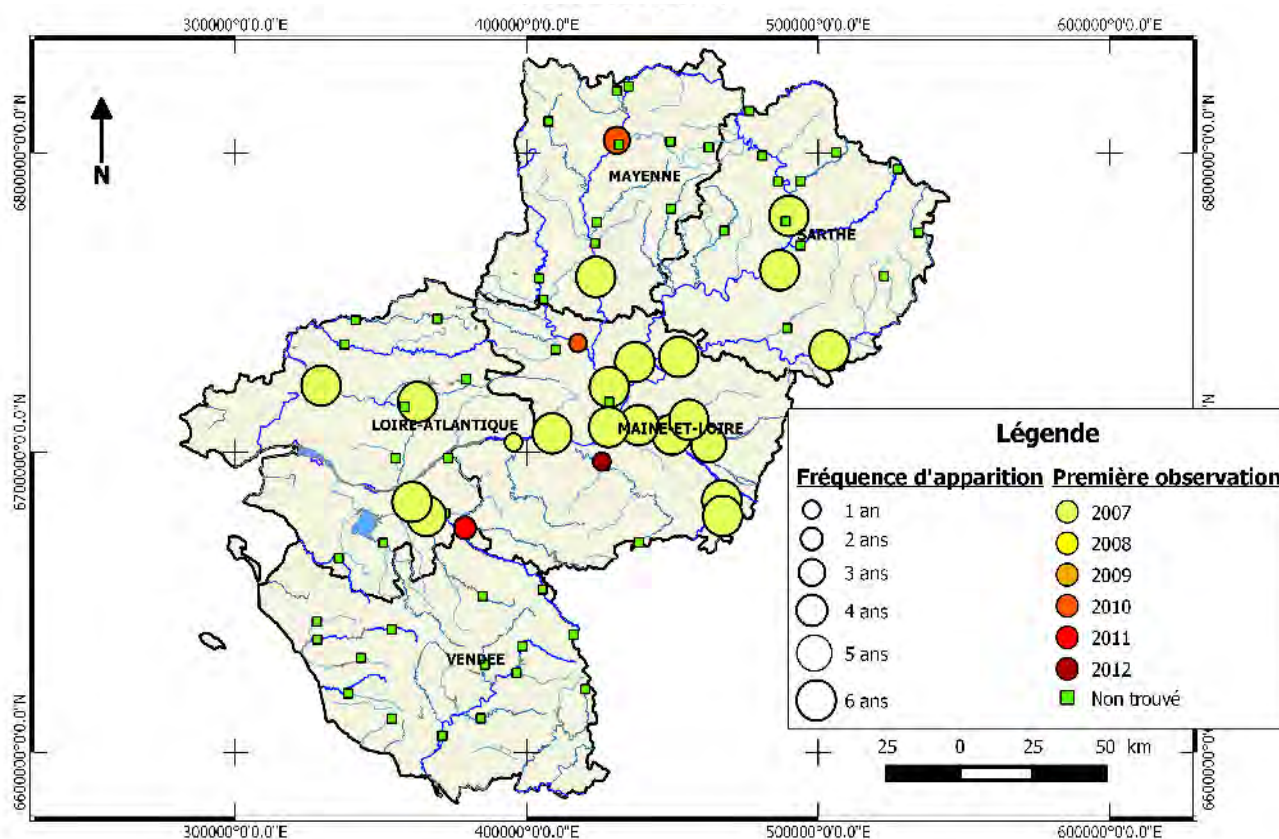 300000°0'0.0"E 400000°0'0.0"E 500000°0'0.0"E 600000°0'0.0"E
6800000°0'0.0"N
6800000°0'0.0"N
N
MAYENNE
SARTHE
LOIRE-ATLANTIQUE
MAINE-ET-LOIRE
VENDEE
6700000°0'0.0"N
6600000°0'0.0"N
Légende
Fréquence d'apparition Première observation
1 an 2007
2 ans 2008
3 ans 2009
4 ans 2010
5 ans 2011
6 ans 2012
Non trouvé
25 0 25 50 km
300000°0'0.0"E 400000°0'0.0"E 500000°0'0.0"E 600000°0'0.0"E